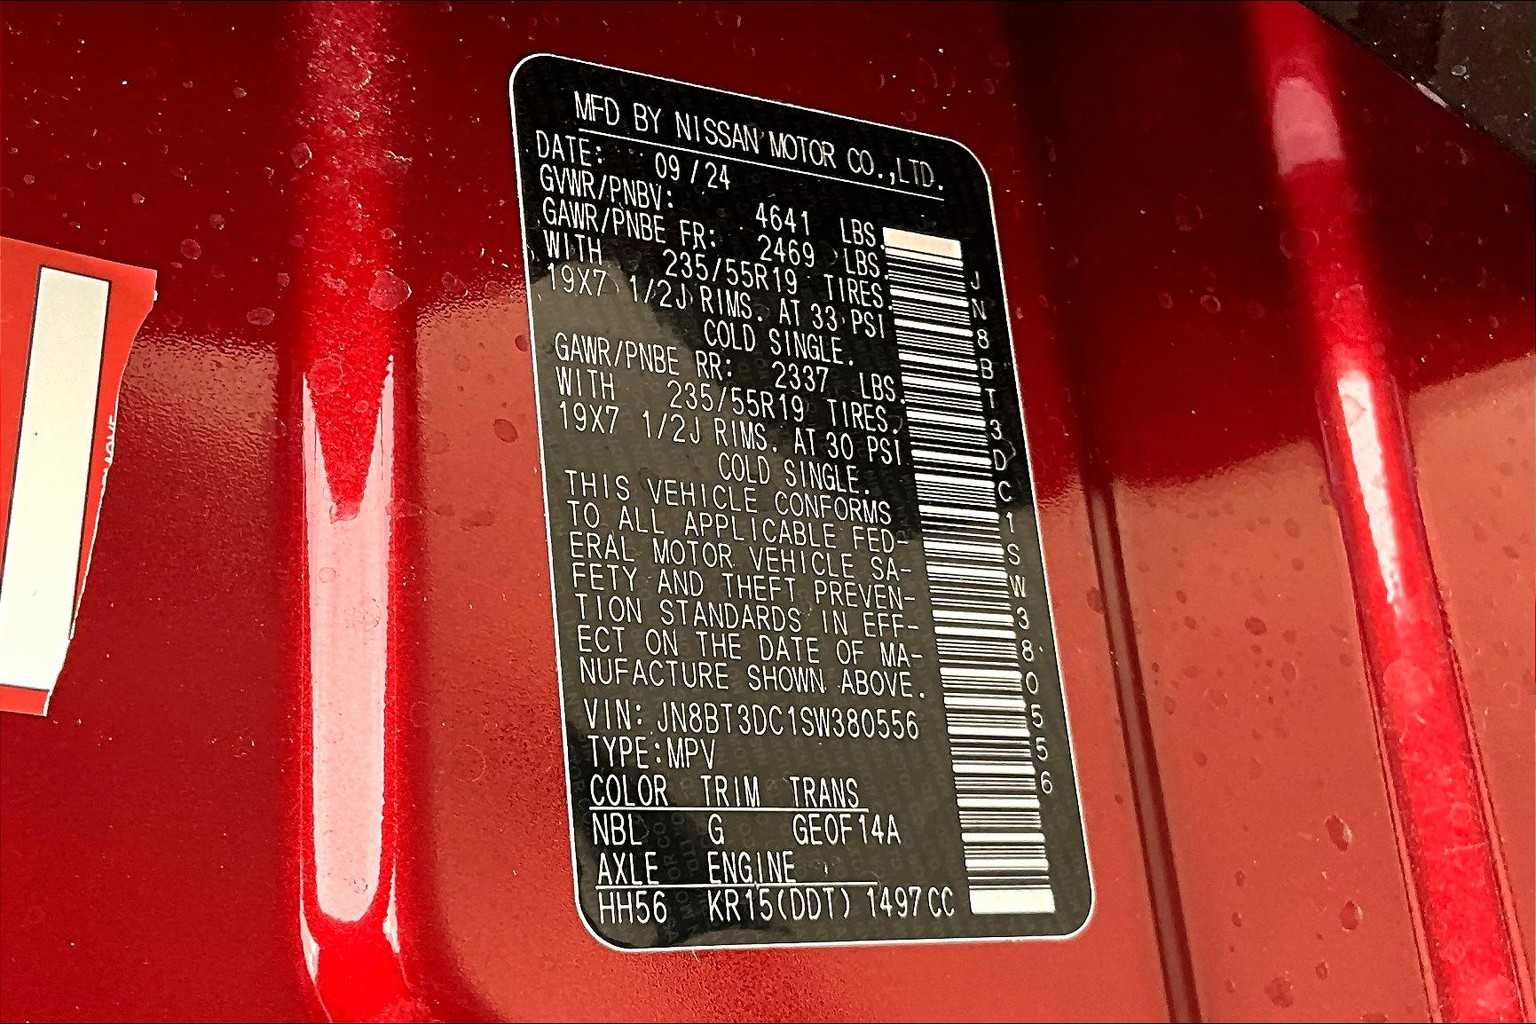 MFD BY NISSAN MOTOR CO.,LTD.
DATE: 09/24
GVWR/PNBV: 4641 LBS.
GAWR/PNBE FR: 2469 LBS.
WITH 235/55R19 TIRES.
19X7 1/2J RIMS. AT 33 PSI
COLD SINGLE.
GAWR/PNBE RR: 2337 LBS.
WITH 235/55R19 TIRES.
19X7 1/2J RIMS. AT 30 PSI
COLD SINGLE.
THIS VEHICLE CONFORMS
TO ALL APPLICABLE FED-
ERAL MOTOR VEHICLE SA-
FETY AND THEFT PREVEN-
TION STANDARDS IN EFF-
ECT ON THE DATE OF MA-
NUFACTURE SHOWN ABOVE.
VIN: JN8BT3DC1SW380556
TYPE:MPV
COLOR TRIM TRANS
NBL G GEOF14A
AXLE ENGINE
HH56 KR15(DDT) 1497CC
JN8BT3DC1SW380556